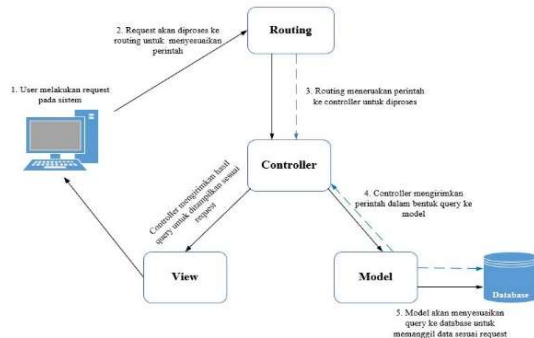 2. Request akan diproses ke
routing untuk menyesuaikan
perintah
Routing
1. User melakukan request
pada sistem
3. Routing meneruskan perintah
ke controller untuk diproses
Controller
Controller mengirimkan hasil
query untuk ditampilkan sesuai
request
4. Controller mengirimkan
perintah dalam bentuk query ke
model
View
Model
Database
5. Model akan menyesuaikan
query ke database untuk
memanggil data sesuai request